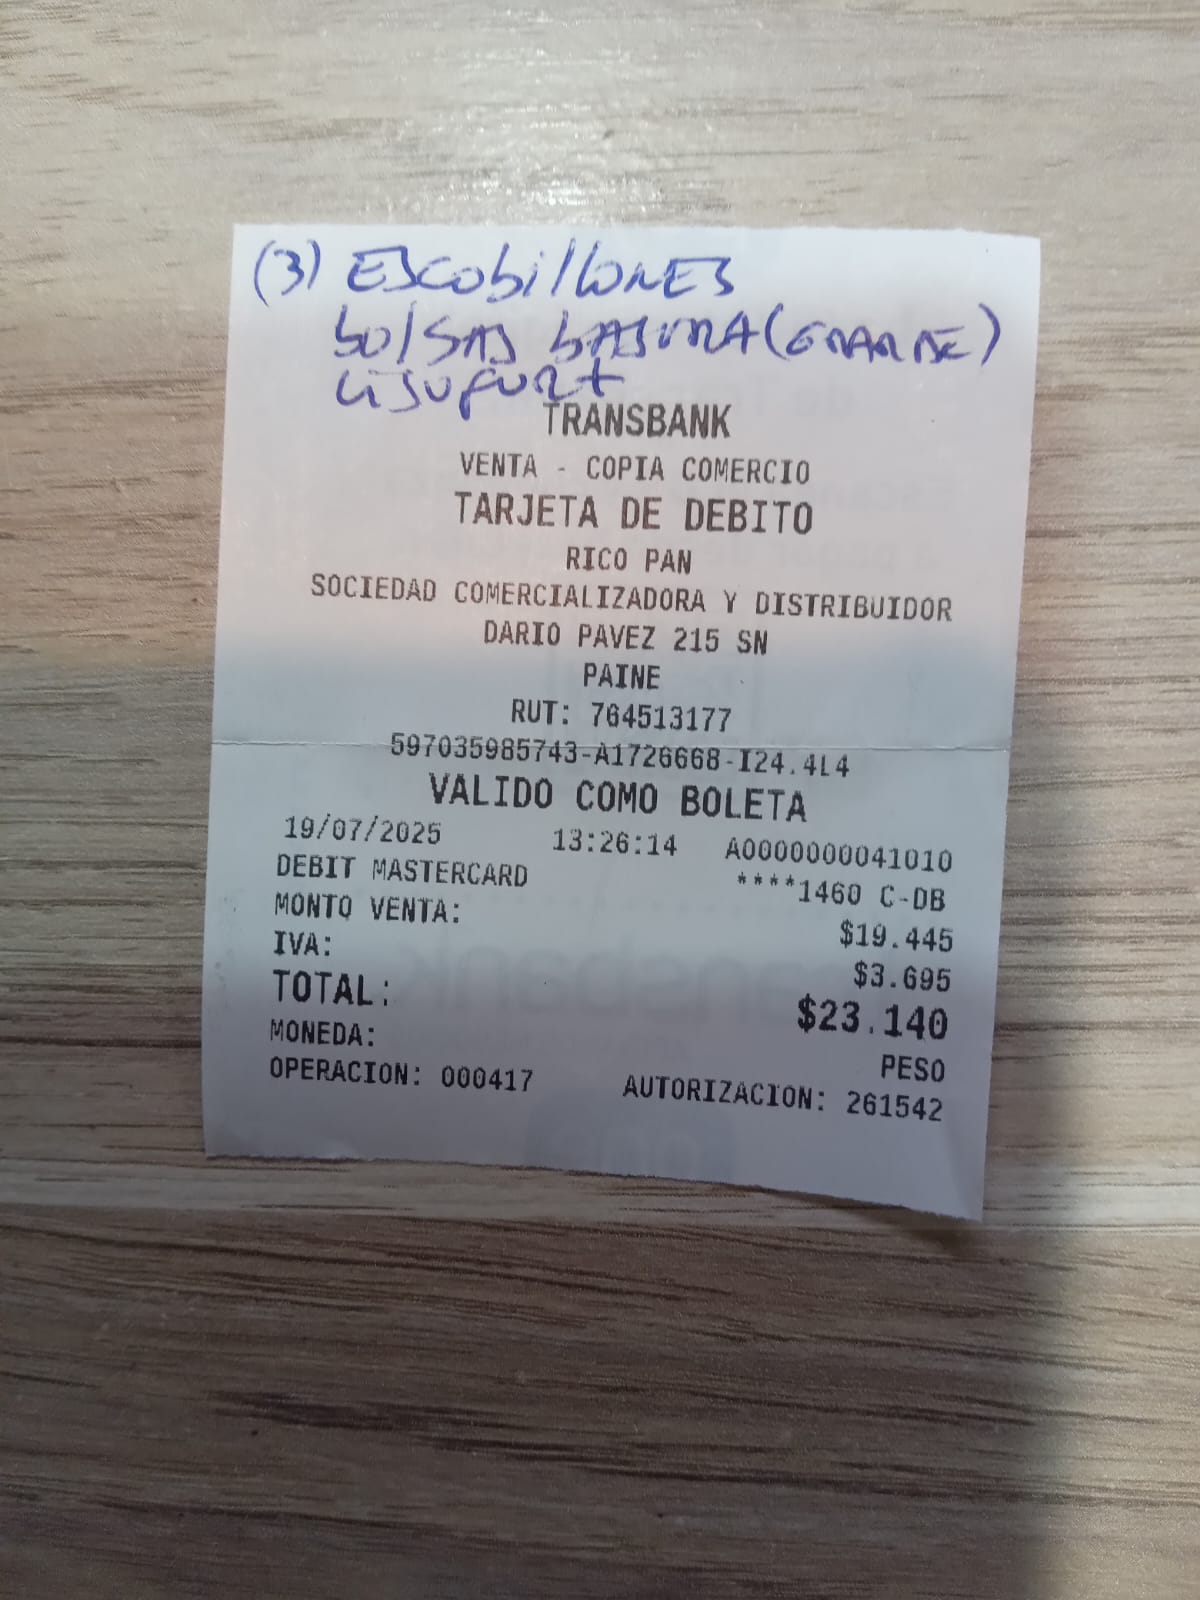 (3) ESCobillONES
bolSAS bASURA (GRANDE)
TRANSBANK
VENTA - COPIA COMERCIO
TARJETA DE DEBITO
RICO PAN
SOCIEDAD COMERCIALIZADORA Y DISTRIBUIDOR
DARIO PAVEZ 215 SN
PAINE
RUT: 764513177
597035985743-A1726668-I24.4L4
VALIDO COMO BOLETA
19/07/2025 13:26:14 A0000000041010
DEBIT MASTERCARD ****1460 C-DB
MONTO VENTA: $19.445
IVA: $3.695
TOTAL: $23.140
MONEDA: PESO
OPERACION: 000417 AUTORIZACION: 261542